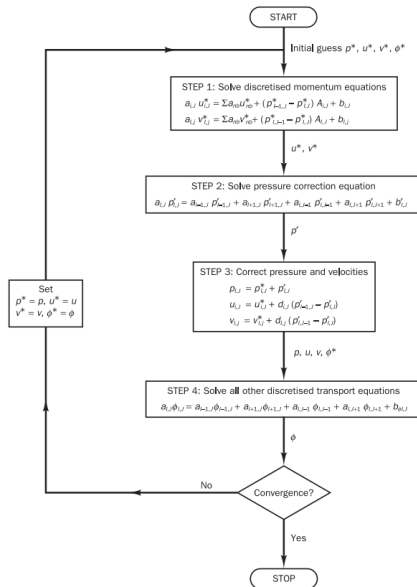 START
Initial guess p*, u*, v*, ϕ*
STEP 1: Solve discretised momentum equations
a_{i,J} u*_{i,J} = Σa_{nb}u*_{nb} + (p*_{I–1,J} – p*_{I,J}) A_{i,J} + b_{i,J}
a_{I,j} v*_{I,j} = Σa_{nb}v*_{nb} + (p*_{I,J–1} – p*_{I,J}) A_{I,j} + b_{I,j}
u*, v*
STEP 2: Solve pressure correction equation
a_{I,J} p′_{I,J} = a_{I–1,J} p′_{I–1,J} + a_{I+1,J} p′_{I+1,J} + a_{I,J–1} p′_{I,J–1} + a_{I,J+1} p′_{I,J+1} + b′_{I,J}
p′
STEP 3: Correct pressure and velocities
p_{I,J} = p*_{I,J} + p′_{I,J}
u_{i,J} = u*_{i,J} + d_{i,J} (p′_{I–1,J} – p′_{I,J})
v_{I,j} = v*_{I,j} + d_{I,j} (p′_{I,J–1} – p′_{I,J})
Set
p* = p, u* = u
v* = v, ϕ* = ϕ
p, u, v, ϕ*
STEP 4: Solve all other discretised transport equations
a_{I,J} ϕ_{I,J} = a_{I–1,J} ϕ_{I–1,J} + a_{I+1,J} ϕ_{I+1,J} + a_{I,J–1} ϕ_{I,J–1} + a_{I,J+1} ϕ_{I,J+1} + b_{ϕI,J}
ϕ
No
Convergence?
Yes
STOP